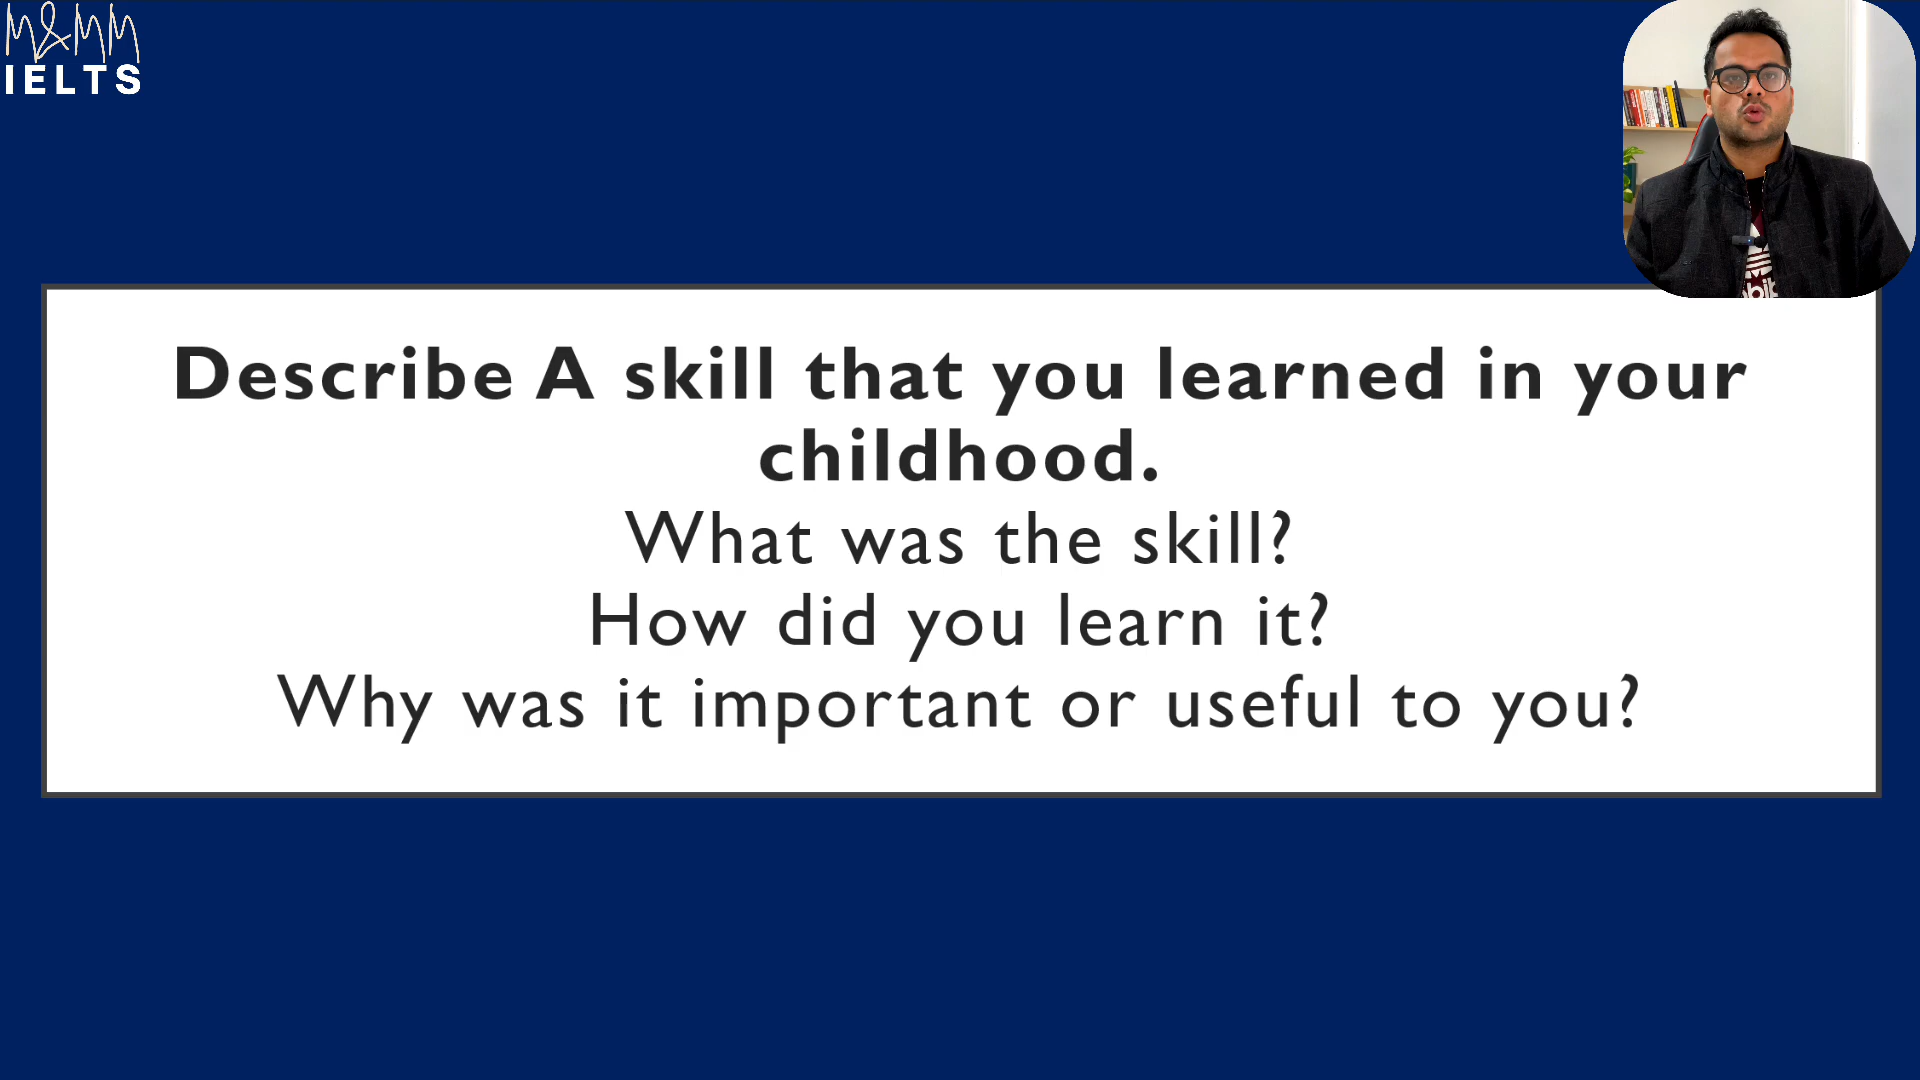 M&MM
IELTS
Describe A skill that you learned in your
childhood.
What was the skill?
How did you learn it?
Why was it important or useful to you?